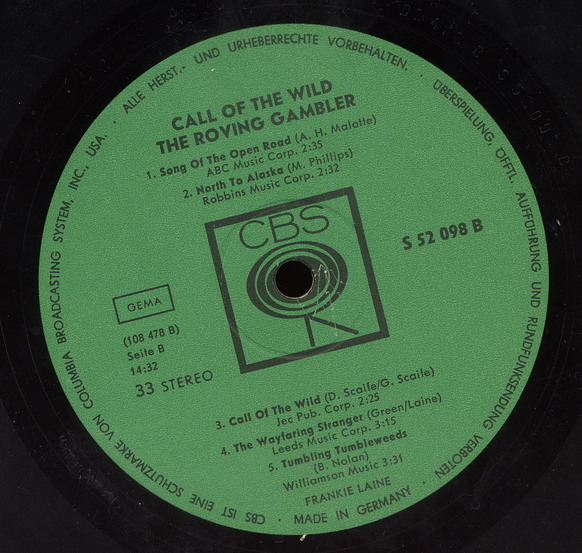 ALLE HERST.- UND URHEBERRECHTE VORBEHALTEN. · ÜBERSPIELUNG, ÖFFTL. AUFFÜHRUNG UND RUNDFUNKSENDUNG VERBOTEN
CALL OF THE WILD
THE ROVING GAMBLER
1. Song Of The Open Road (A. H. Malotte)
ABC Music Corp. 2:35
2. North To Alaska (M. Phillips)
Robbins Music Corp. 2:32
CBS
S 52 098 B
GEMA
(108 478 B)
Seite B
14:32
33 STEREO
3. Call Of The Wild (D. Scaife/G. Scaife)
Jec Pub. Corp. 2:25
4. The Wayfaring Stranger (Green/Laine)
Leeds Music Corp. 3:15
5. Tumbling Tumbleweeds
(B. Nolan)
Williamson Music 3:31
FRANKIE LAINE
· MADE IN GERMANY ·
CBS IST EINE SCHUTZMARKE VON COLUMBIA BROADCASTING SYSTEM, INC., USA. ·